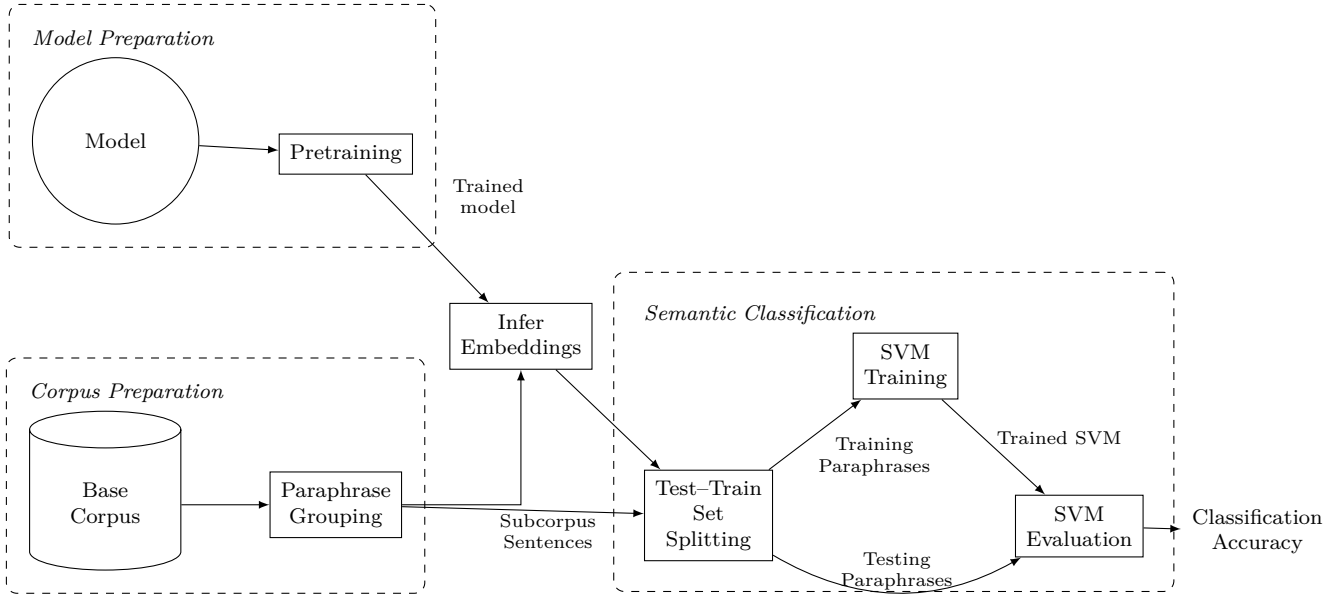 Model Preparation
Model
Pretraining
Trained
model
Infer
Embeddings
Corpus Preparation
Base
Corpus
Paraphrase
Grouping
Subcorpus
Sentences
Semantic Classification
SVM
Training
Training
Paraphrases
Trained SVM
Test–Train
Set
Splitting
Testing
Paraphrases
SVM
Evaluation
Classification
Accuracy